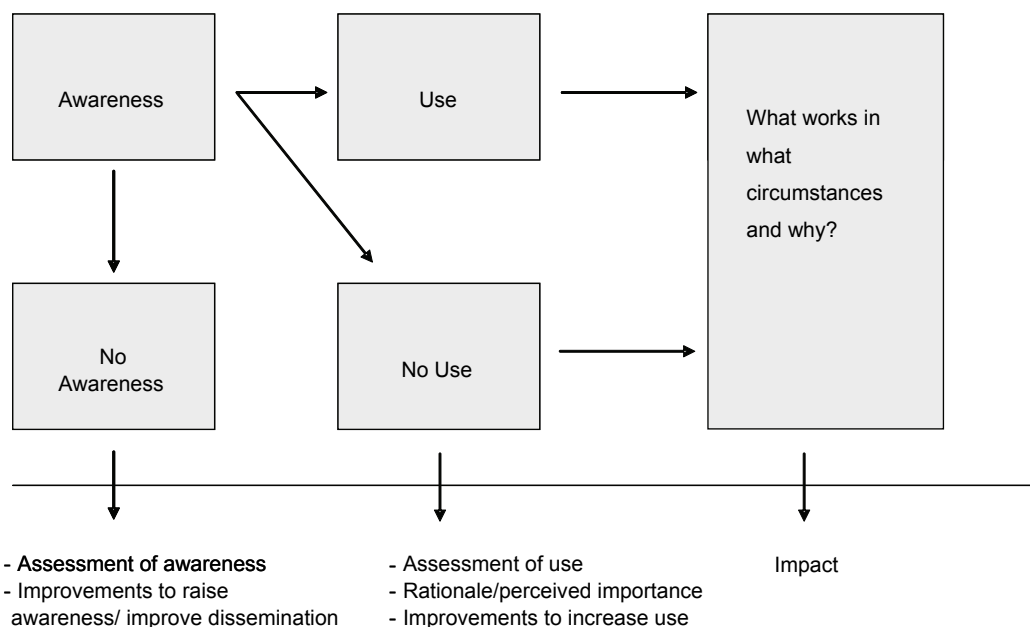 Awareness
Use
What works in
what
circumstances
and why?
No
Awareness
No Use
- Assessment of awareness
- Improvements to raise
awareness/ improve dissemination
- Assessment of use
- Rationale/perceived importance
- Improvements to increase use
Impact